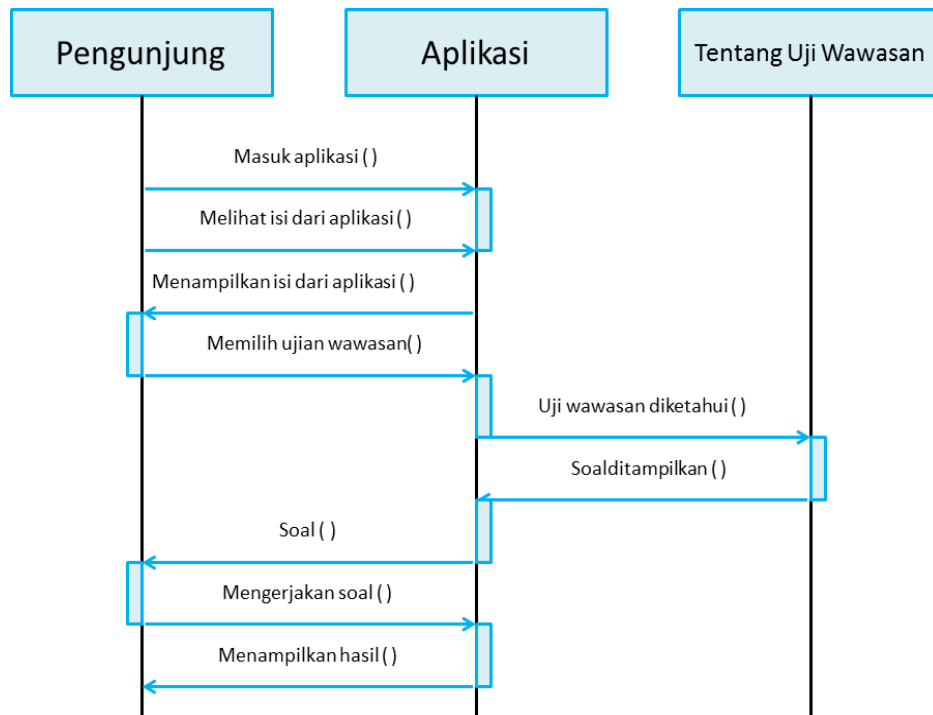 Pengunjung
Aplikasi
Tentang Uji Wawasan
Masuk aplikasi ( )
Melihat isi dari aplikasi ( )
Menampilkan isi dari aplikasi ( )
Memilih ujian wawasan( )
Uji wawasan diketahui ( )
Soalditampilkan ( )
Soal ( )
Mengerjakan soal ( )
Menampilkan hasil ( )